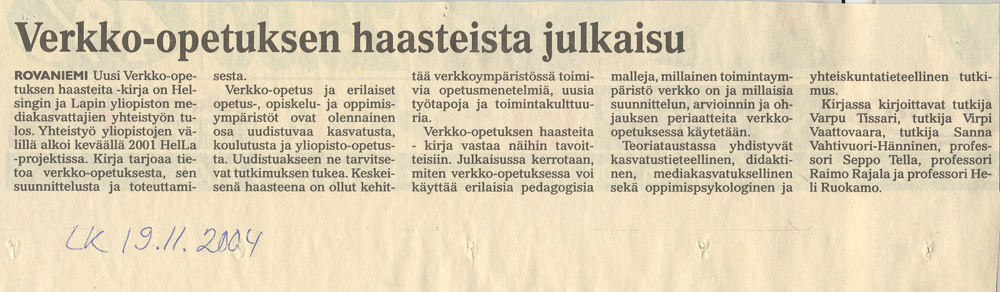 Verkko-opetuksen haasteista julkaisu
ROVANIEMI Uusi Verkko-ope-
tuksen haasteita -kirja on Hel-
singin ja Lapin yliopiston me-
diakasvattajien yhteistyön tu-
los. Yhteistyö yliopistojen vä-
lillä alkoi keväällä 2001 HelLa
-projektissa. Kirja tarjoaa tie-
toa verkko-opetuksesta, sen
suunnittelusta ja toteuttami-
sesta.
Verkko-opetus ja erilaiset
opetus-, opiskelu- ja oppimis-
ympäristöt ovat olennainen
osa uudistuvaa kasvatusta,
koulutusta ja yliopisto-opetus-
ta. Uudistuakseen ne tarvitse-
vat tutkimuksen tukea. Keskei-
senä haasteena on ollut kehit-
tää verkkoympäristössä toimi-
via opetusmenetelmiä, uusia
työtapoja ja toimintakulttuu-
ria.
Verkko-opetuksen haasteita
- kirja vastaa näihin tavoit-
teisiin. Julkaisussa kerrotaan,
miten verkko-opetuksessa voi
käyttää erilaisia pedagogisia
malleja, millainen toimintaym-
päristö verkko on ja millaisia
suunnittelun, arvioinnin ja oh-
jauksen periaatteita verkko-
opetuksessa käytetään.
Teoriataustassa yhdistyvät
kasvatustieteellinen, didakti-
nen, mediakasvatuksellinen
sekä oppimispsykologinen ja
yhteiskuntatieteellinen tutki-
mus.
Kirjassa kirjoittavat tutkija
Varpu Tissari, tutkija Virpi
Vaattovaara, tutkija Sanna
Vahtivuori-Hänninen, profes-
sori Seppo Tella, professori
Raimo Rajala ja professori He-
li Ruokamo.
LK 19.11.2004